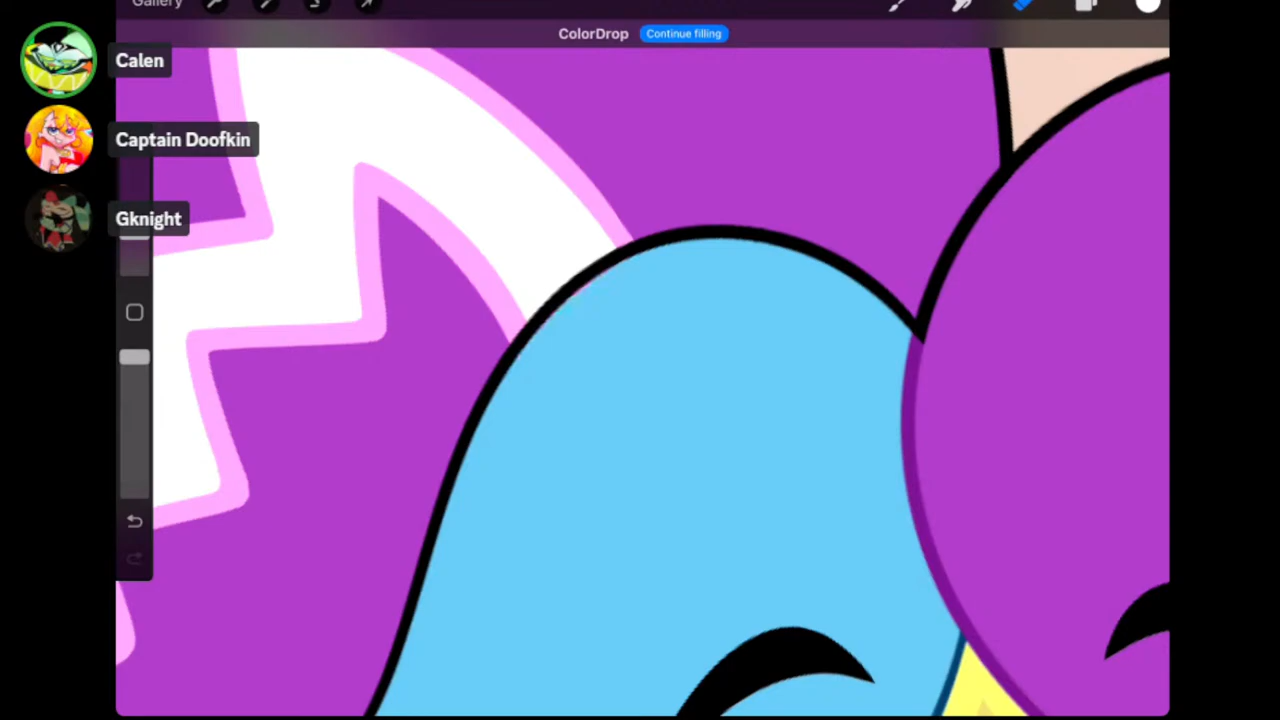 Gallery
ColorDrop Continue filling
Calen
Captain Doofkin
Gknight